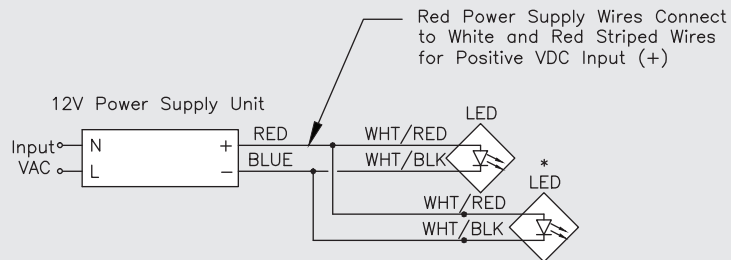 Red Power Supply Wires Connect
to White and Red Striped Wires
for Positive VDC Input (+)
12V Power Supply Unit
LED
Input N + RED WHT/RED
VAC L - BLUE WHT/BLK
*
LED
WHT/RED
WHT/BLK